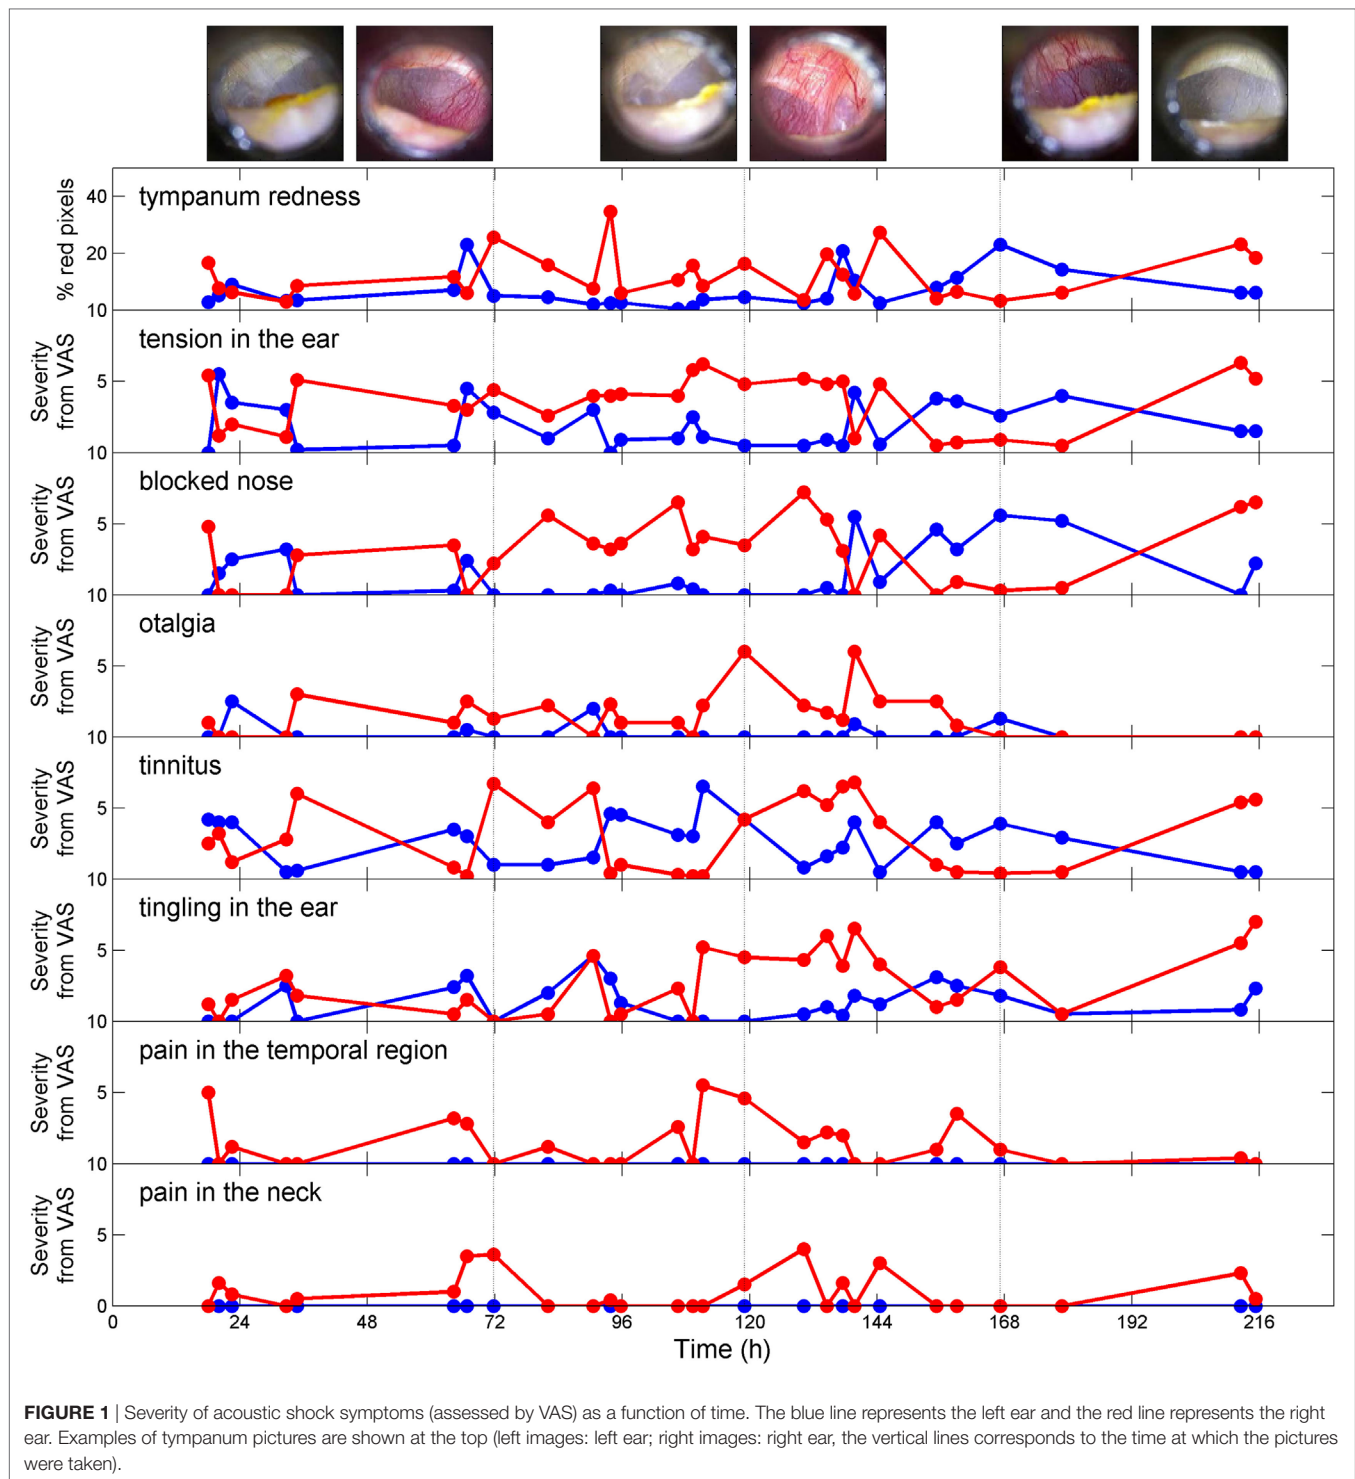 % red pixels
40
20
10
tympanum redness
Severity
from VAS
5
10
tension in the ear
Severity
from VAS
5
10
blocked nose
Severity
from VAS
5
10
otalgia
Severity
from VAS
5
10
tinnitus
Severity
from VAS
5
10
tingling in the ear
Severity
from VAS
5
10
pain in the temporal region
Severity
from VAS
5
10
pain in the neck
Severity
from VAS
5
0
0 24 48 72 96 120 144 168 192 216
Time (h)
FIGURE 1 | Severity of acoustic shock symptoms (assessed by VAS) as a function of time. The blue line represents the left ear and the red line represents the right
ear. Examples of tympanum pictures are shown at the top (left images: left ear; right images: right ear, the vertical lines corresponds to the time at which the pictures
were taken).